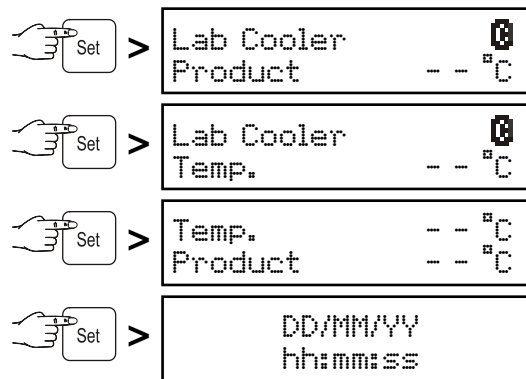 Set > Lab Cooler
Product -- °C
Set > Lab Cooler
Temp. -- °C
Set > Temp. -- °C
Product -- °C
Set > DD/MM/YY
hh:mm:ss